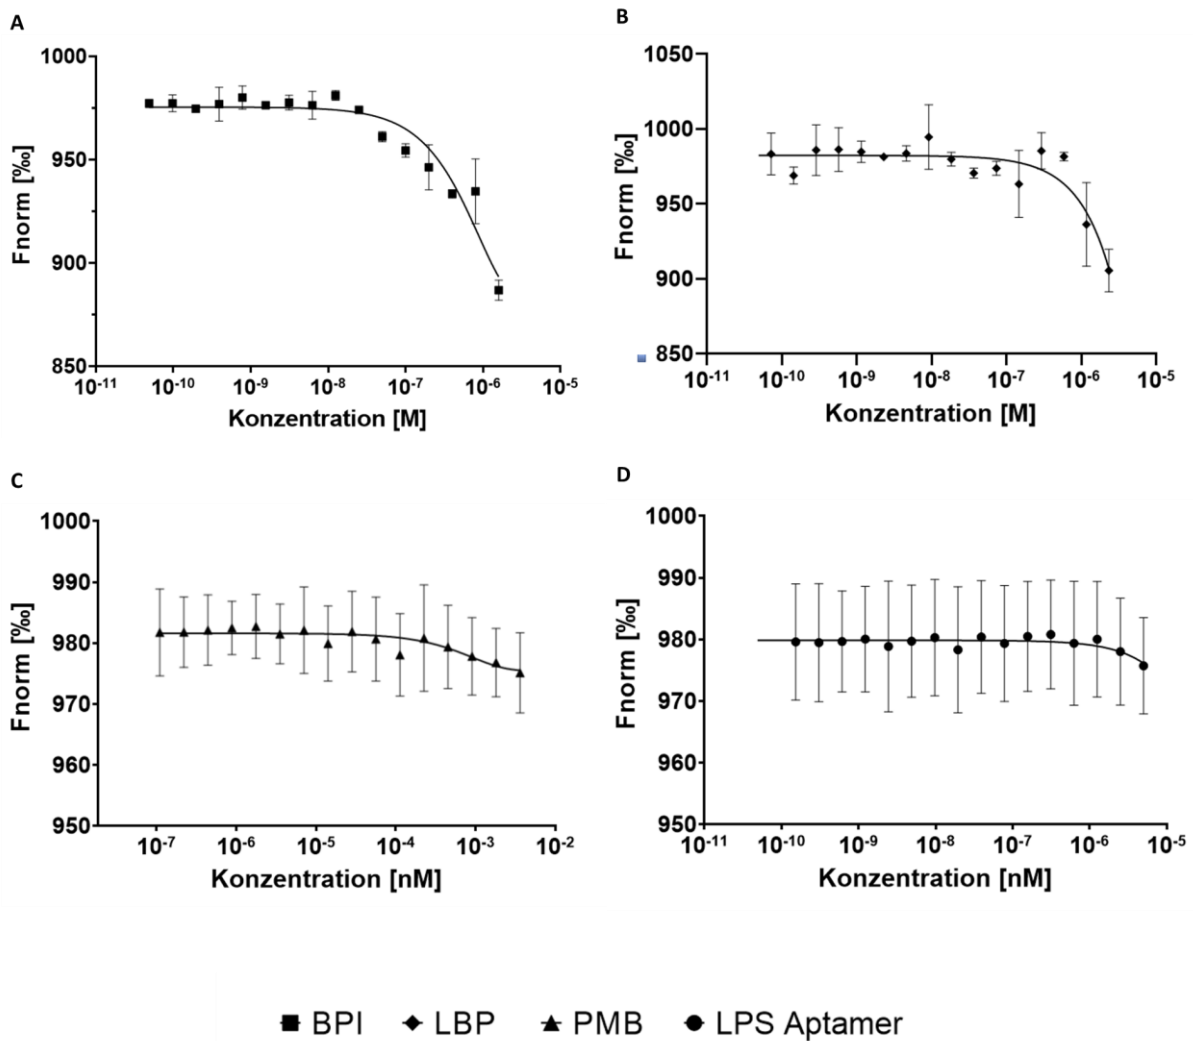 A
1000
950
900
850
Fnorm [‰]
10-11 10-10 10-9 10-8 10-7 10-6 10-5
Konzentration [M]
B
1050
1000
950
900
850
Fnorm [‰]
10-11 10-10 10-9 10-8 10-7 10-6 10-5
Konzentration [M]
C
1000
990
980
970
960
950
Fnorm [‰]
10-7 10-6 10-5 10-4 10-3 10-2
Konzentration [nM]
D
1000
990
980
970
960
950
Fnorm [‰]
10-11 10-10 10-9 10-8 10-7 10-6 10-5
Konzentration [nM]
BPI LBP PMB LPS Aptamer